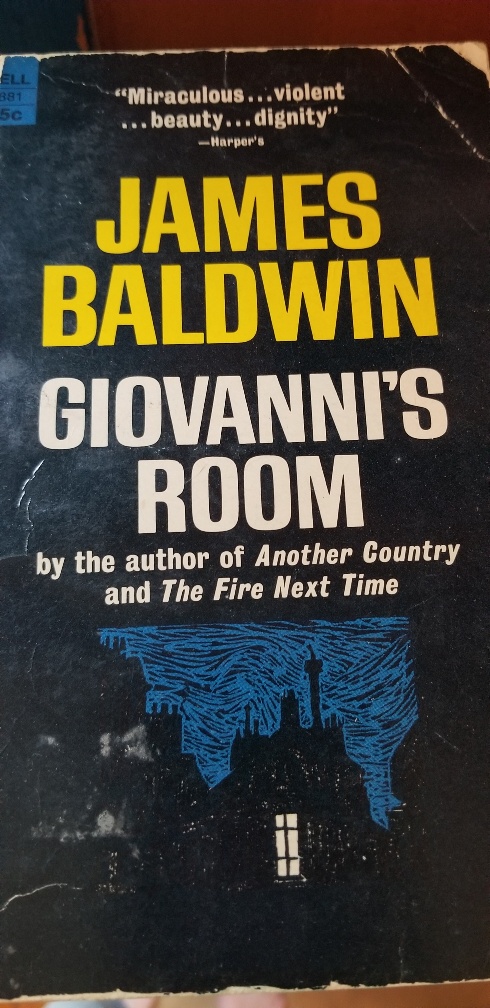 ELL
881
5c
“Miraculous...violent
...beauty...dignity”
—Harper's
JAMES
BALDWIN
GIOVANNI'S
ROOM
by the author of Another Country
and The Fire Next Time